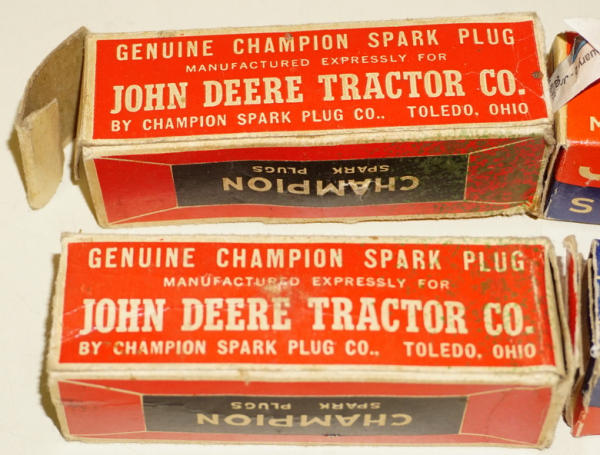 GENUINE CHAMPION SPARK PLUG
MANUFACTURED EXPRESSLY FOR
JOHN DEERE TRACTOR CO.
BY CHAMPION SPARK PLUG CO.. TOLEDO, OHIO
CHAMPION
SPARK PLUGS
GENUINE CHAMPION SPARK PLUG
MANUFACTURED EXPRESSLY FOR
JOHN DEERE TRACTOR CO.
BY CHAMPION SPARK PLUG CO.. TOLEDO, OHIO
CHAMPION
SPARK PLUGS